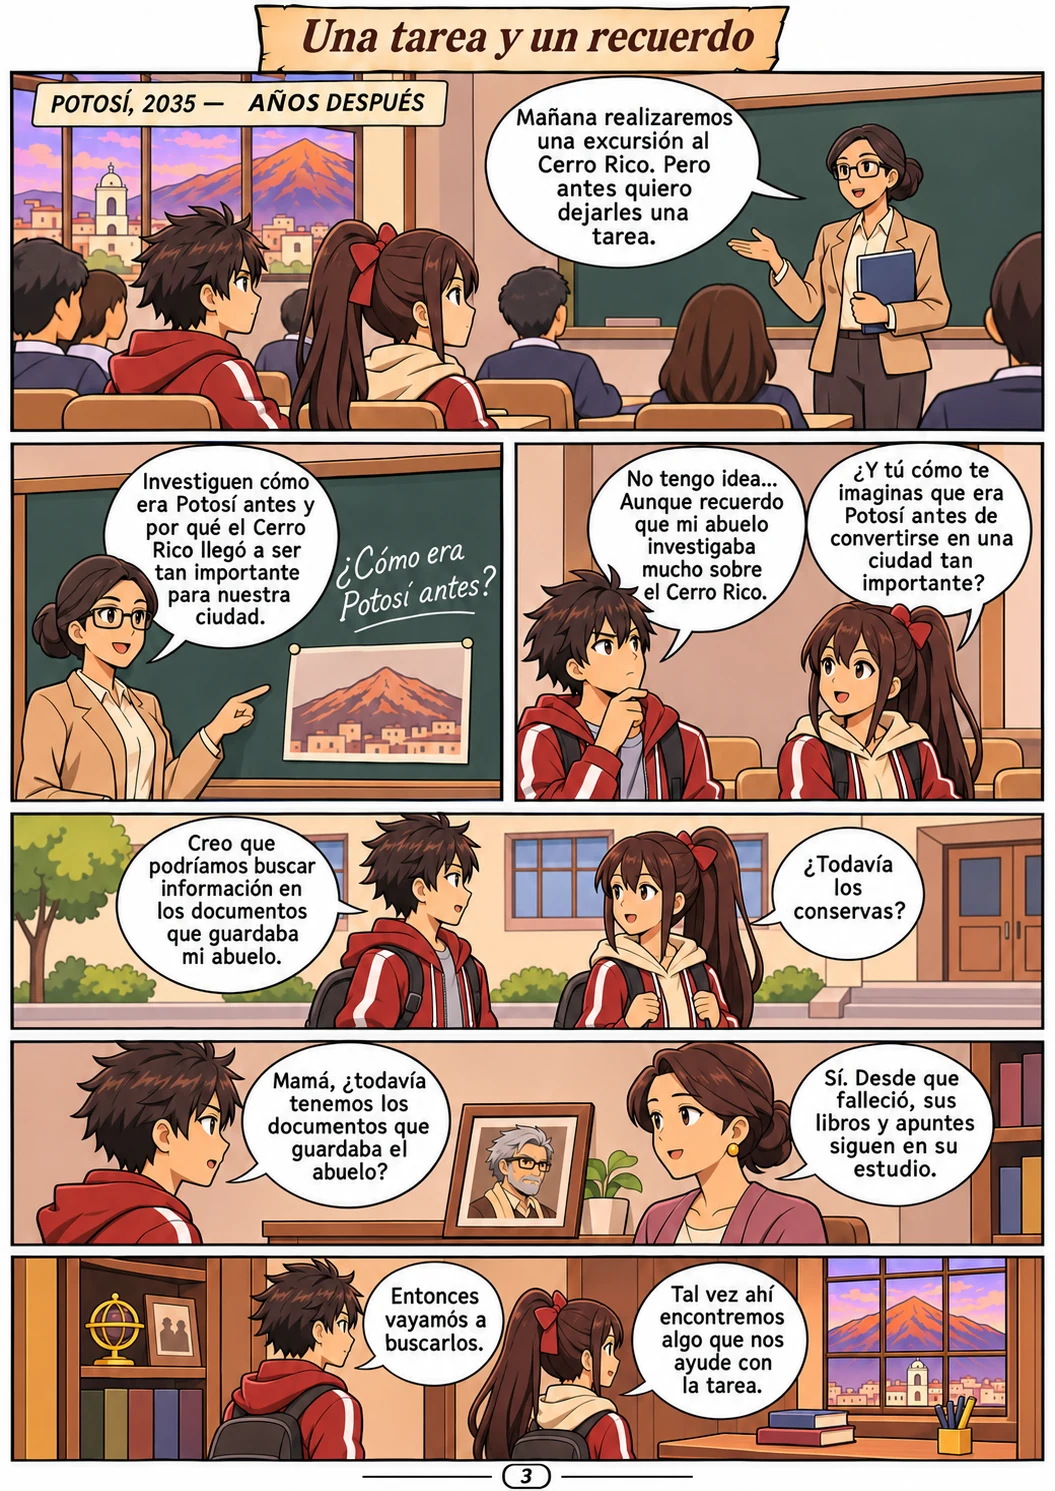 Una tarea y un recuerdo
POTOSÍ, 2035 — AÑOS DESPUÉS
Mañana realizaremos
una excursión al
Cerro Rico. Pero
antes quiero
dejarles una
tarea.
Investiguen cómo
era Potosí antes y
por qué el Cerro
Rico llegó a ser
tan importante
para nuestra
ciudad.
¿Cómo era
Potosí antes?
No tengo idea...
Aunque recuerdo
que mi abuelo
investigaba
mucho sobre
el Cerro Rico.
¿Y tú cómo te
imaginas que era
Potosí antes de
convertirse en una
ciudad tan
importante?
Creo que
podríamos buscar
información en
los documentos
que guardaba
mi abuelo.
¿Todavía
los
conservas?
Mamá, ¿todavía
tenemos los
documentos que
guardaba el
abuelo?
Sí. Desde que
falleció, sus
libros y apuntes
siguen en su
estudio.
Entonces
vayamós a
buscarlos.
Tal vez ahí
encontremos
algo que nos
ayude con
la tarea.
3